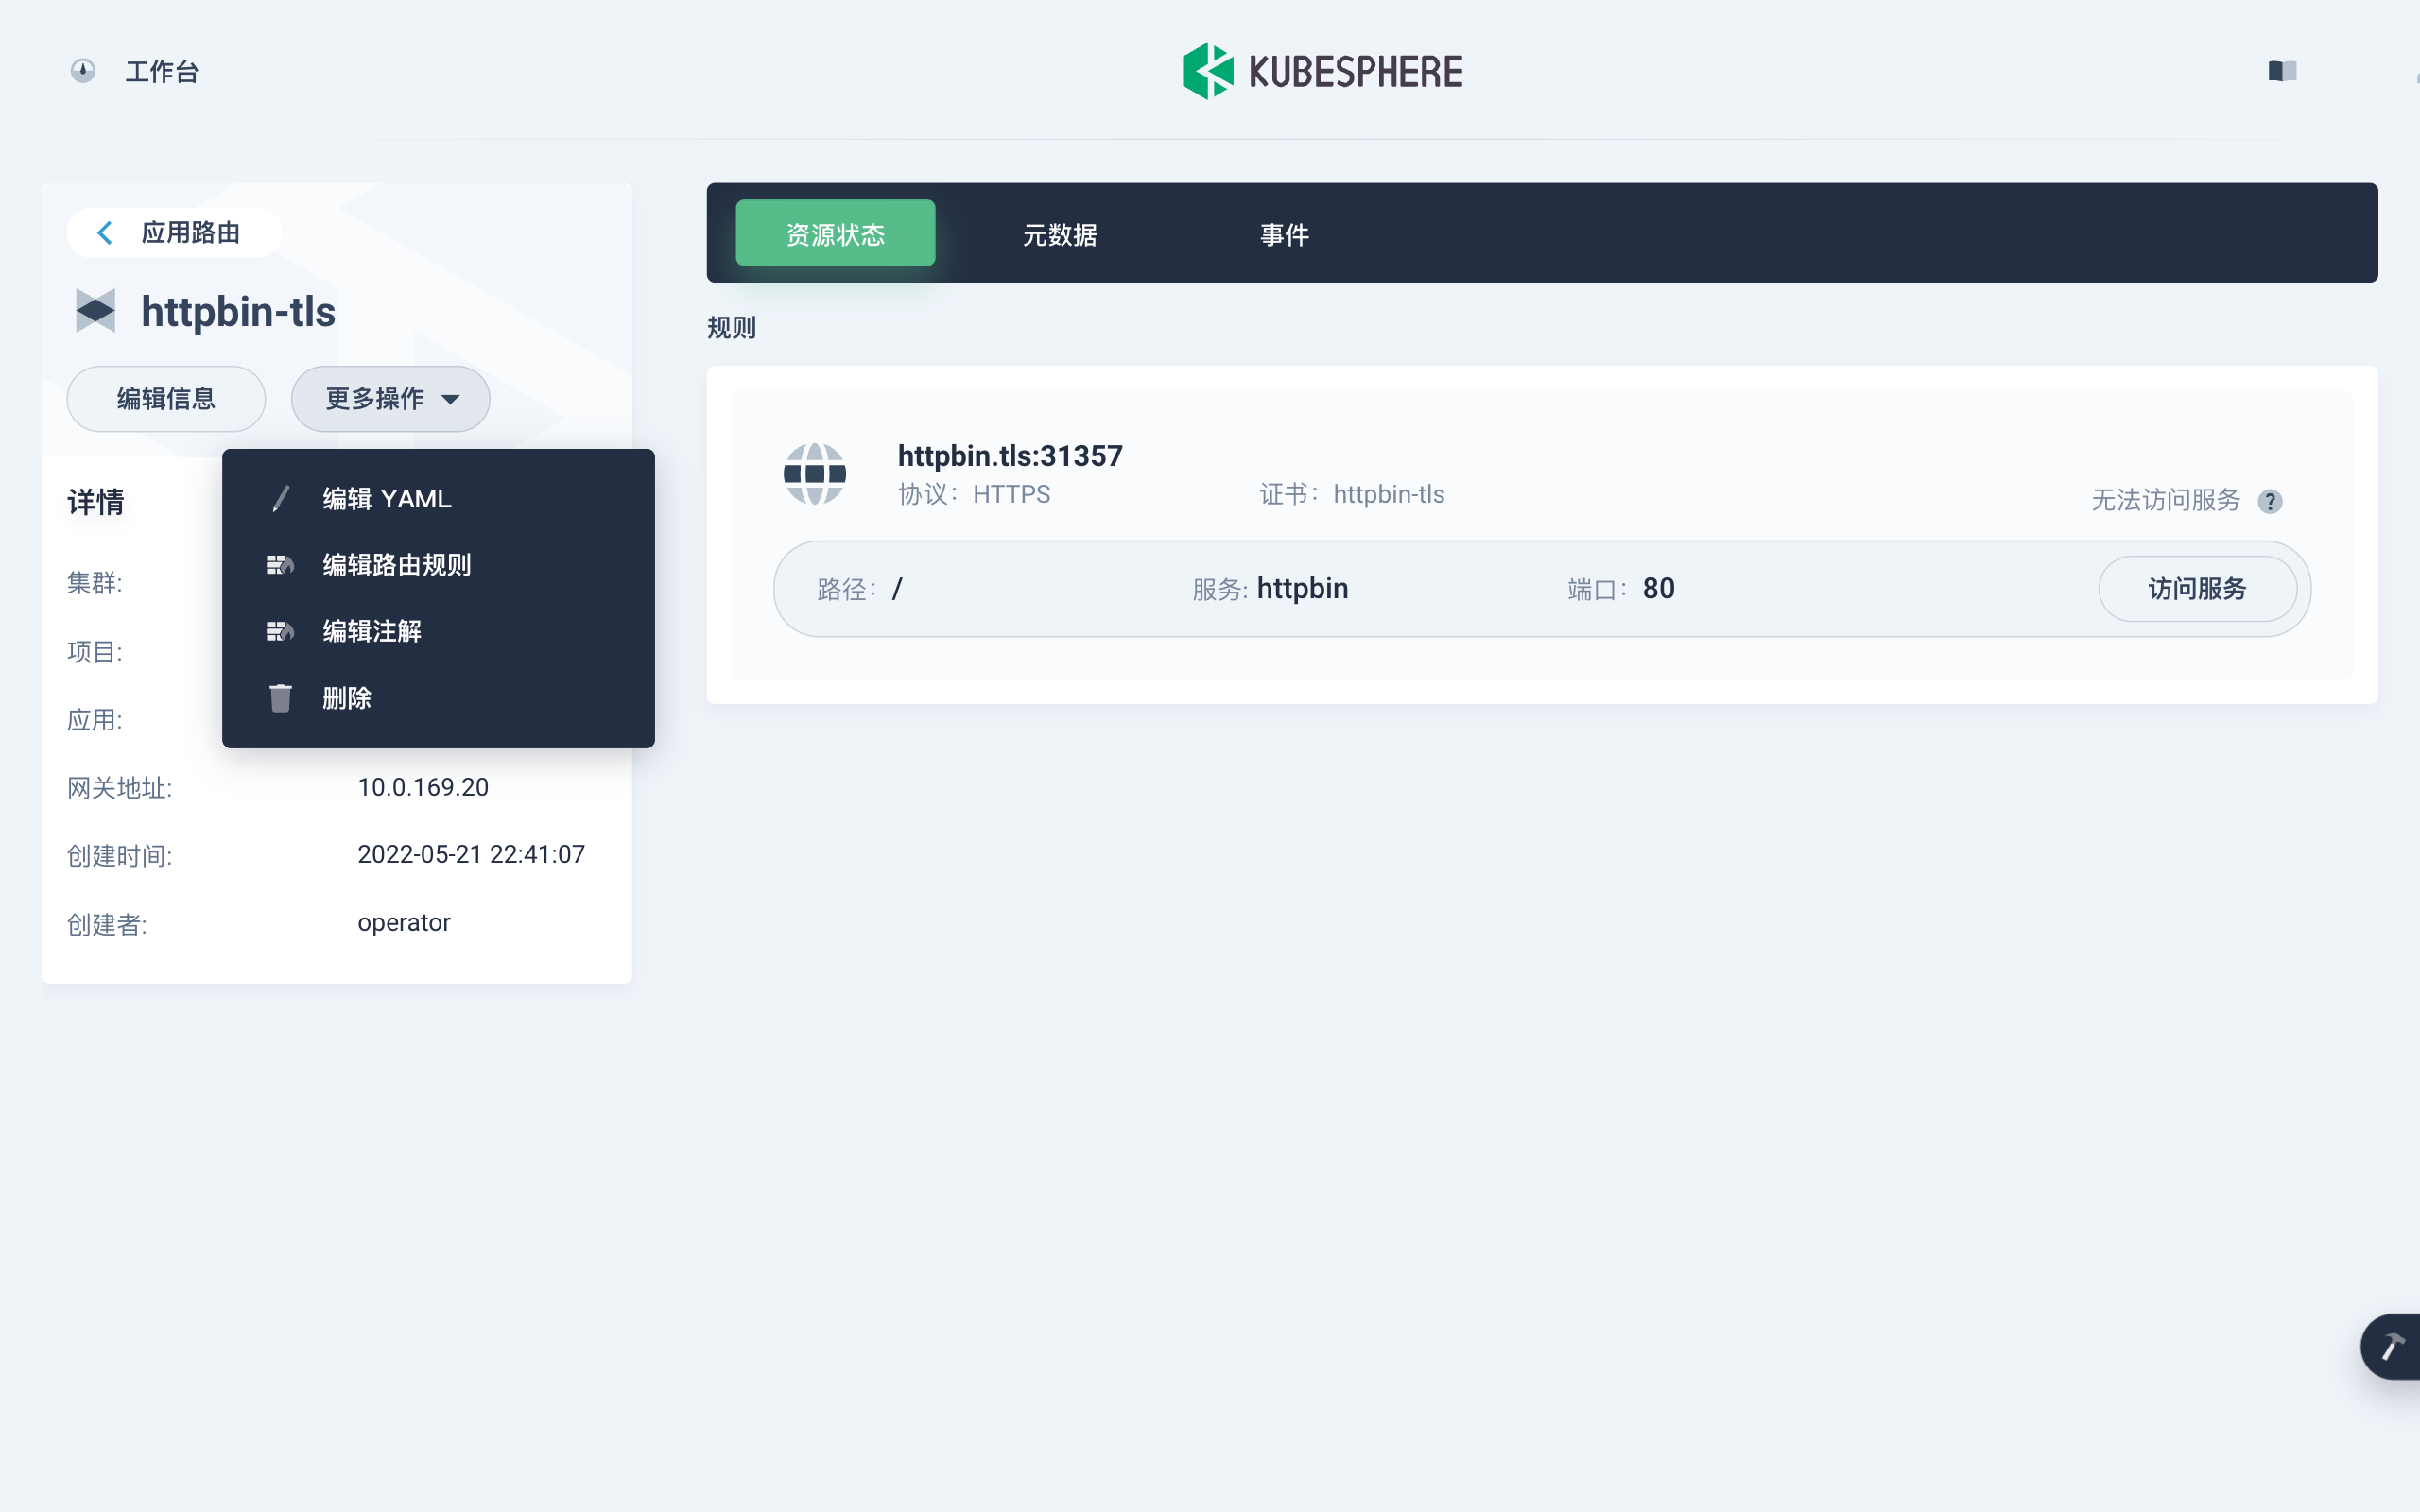 工作台
KUBESPHERE
应用路由
httpbin-tls
编辑信息
更多操作
编辑 YAML
编辑路由规则
编辑注解
删除
详情
集群:
项目:
应用:
网关地址: 10.0.169.20
创建时间: 2022-05-21 22:41:07
创建者: operator
资源状态 元数据 事件
规则
httpbin.tls:31357
协议：HTTPS 证书：httpbin-tls
无法访问服务 ?
路径：/ 服务: httpbin 端口：80 访问服务